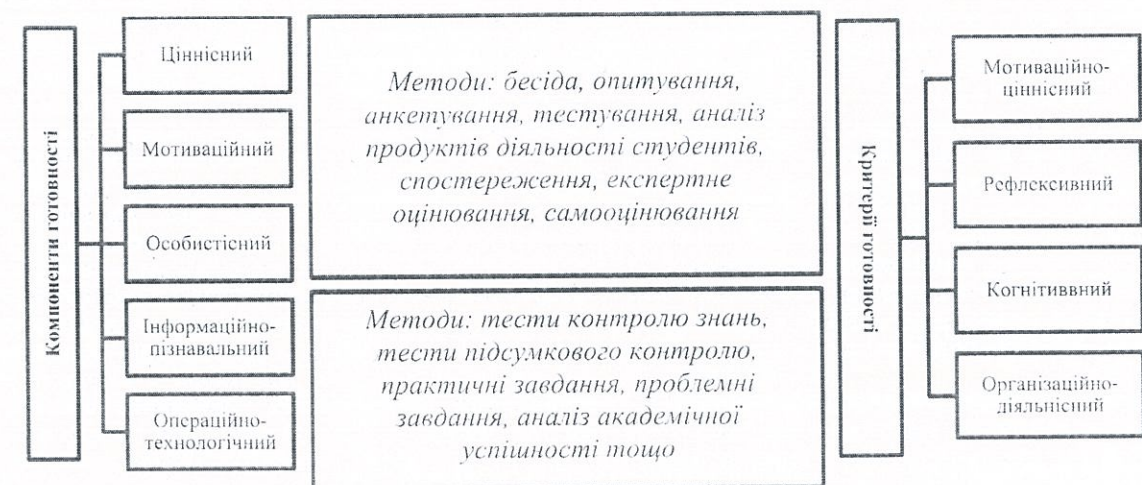 Компоненти готовності
Ціннісний
Мотиваційний
Особистісний
Інформаційно-
пізнавальний
Операційно-
технологічний
Методи: бесіда, опитування,
анкетування, тестування, аналіз
продуктів діяльності студентів,
спостереження, експертне
оцінювання, самооцінювання
Методи: тести контролю знань,
тести підсумкового контролю,
практичні завдання, проблемні
завдання, аналіз академічної
успішності тощо
Критерії готовності
Мотиваційно-
ціннісний
Рефлексивний
Когнітиввний
Організаційно-
діяльнісний